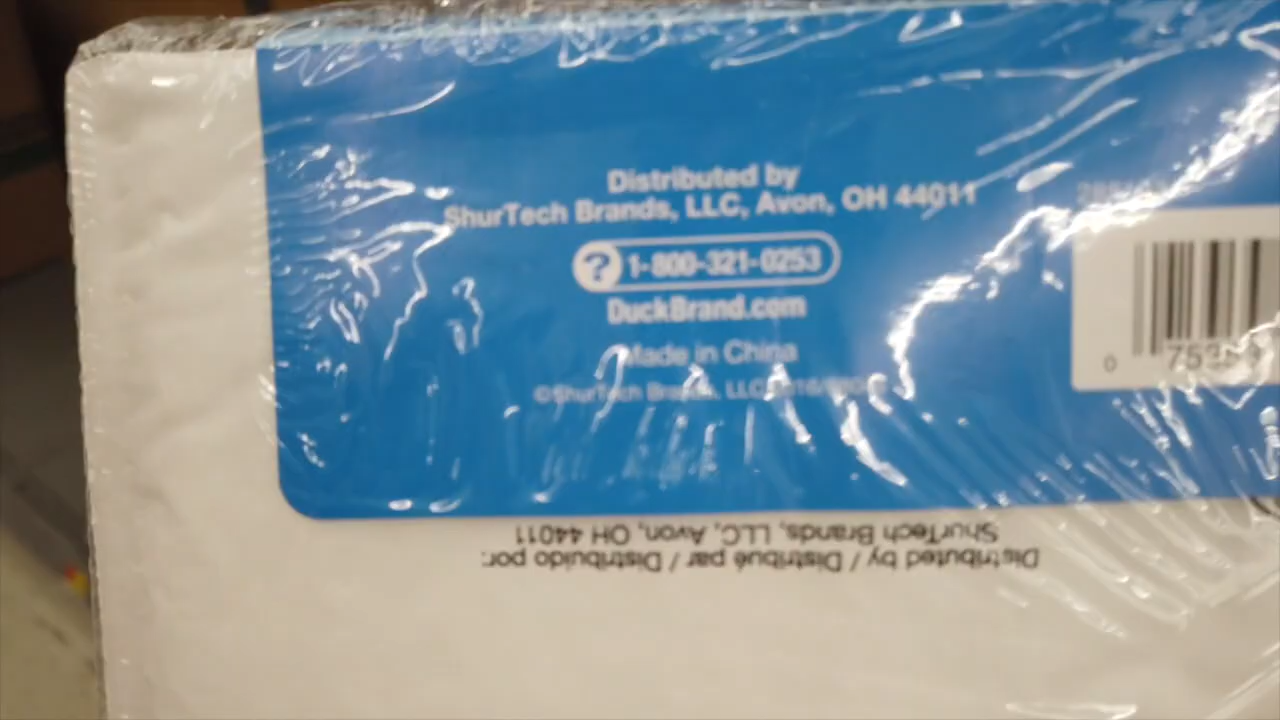 Distributed by
ShurTech Brands, LLC, Avon, OH 44011
? 1-800-321-0253
DuckBrand.com
Made in China
©ShurTech Brands, LLC
0
Distributed by / Distribué par / Distribuido por:
ShurTech Brands, LLC, Avon, OH 44011